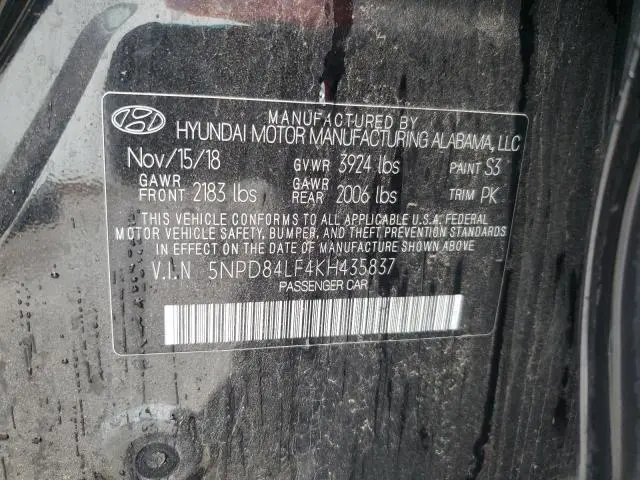 MANUFACTURED BY
HYUNDAI MOTOR MANUFACTURING ALABAMA, LLC
Nov/15/18 GVWR 3924 lbs PAINT S3
GAWR FRONT 2183 lbs GAWR REAR 2006 lbs TRIM PK
THIS VEHICLE CONFORMS TO ALL APPLICABLE U.S.A. FEDERAL
MOTOR VEHICLE SAFETY, BUMPER, AND THEFT PREVENTION STANDARDS
IN EFFECT ON THE DATE OF MANUFACTURE SHOWN ABOVE.
V.I.N 5NPD84LF4KH435837
PASSENGER CAR